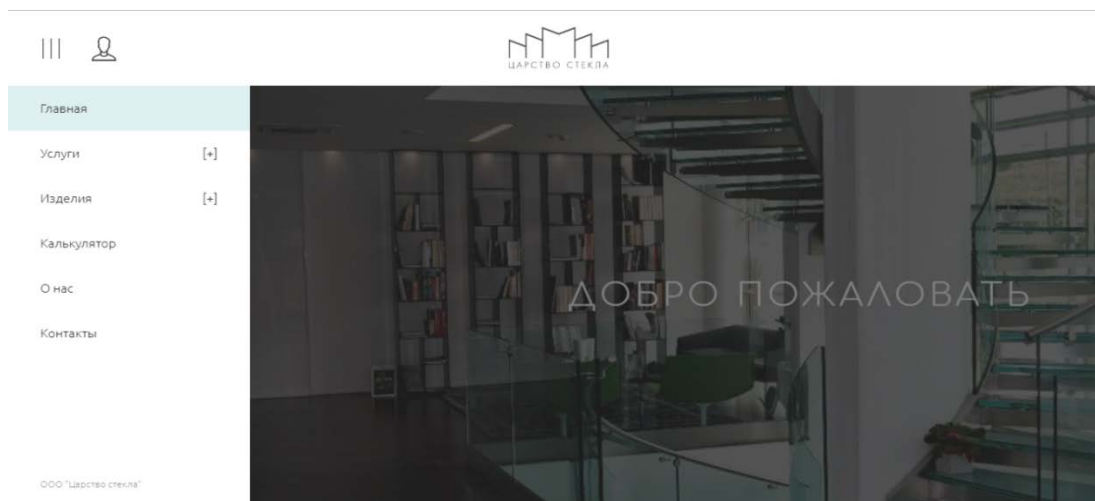 ЦАРСТВО СТЕКЛА
Главная
Услуги [+]
Изделия [+]
Калькулятор
О нас
Контакты
ДОБРО ПОЖАЛОВАТЬ
ООО "Царство стекла"